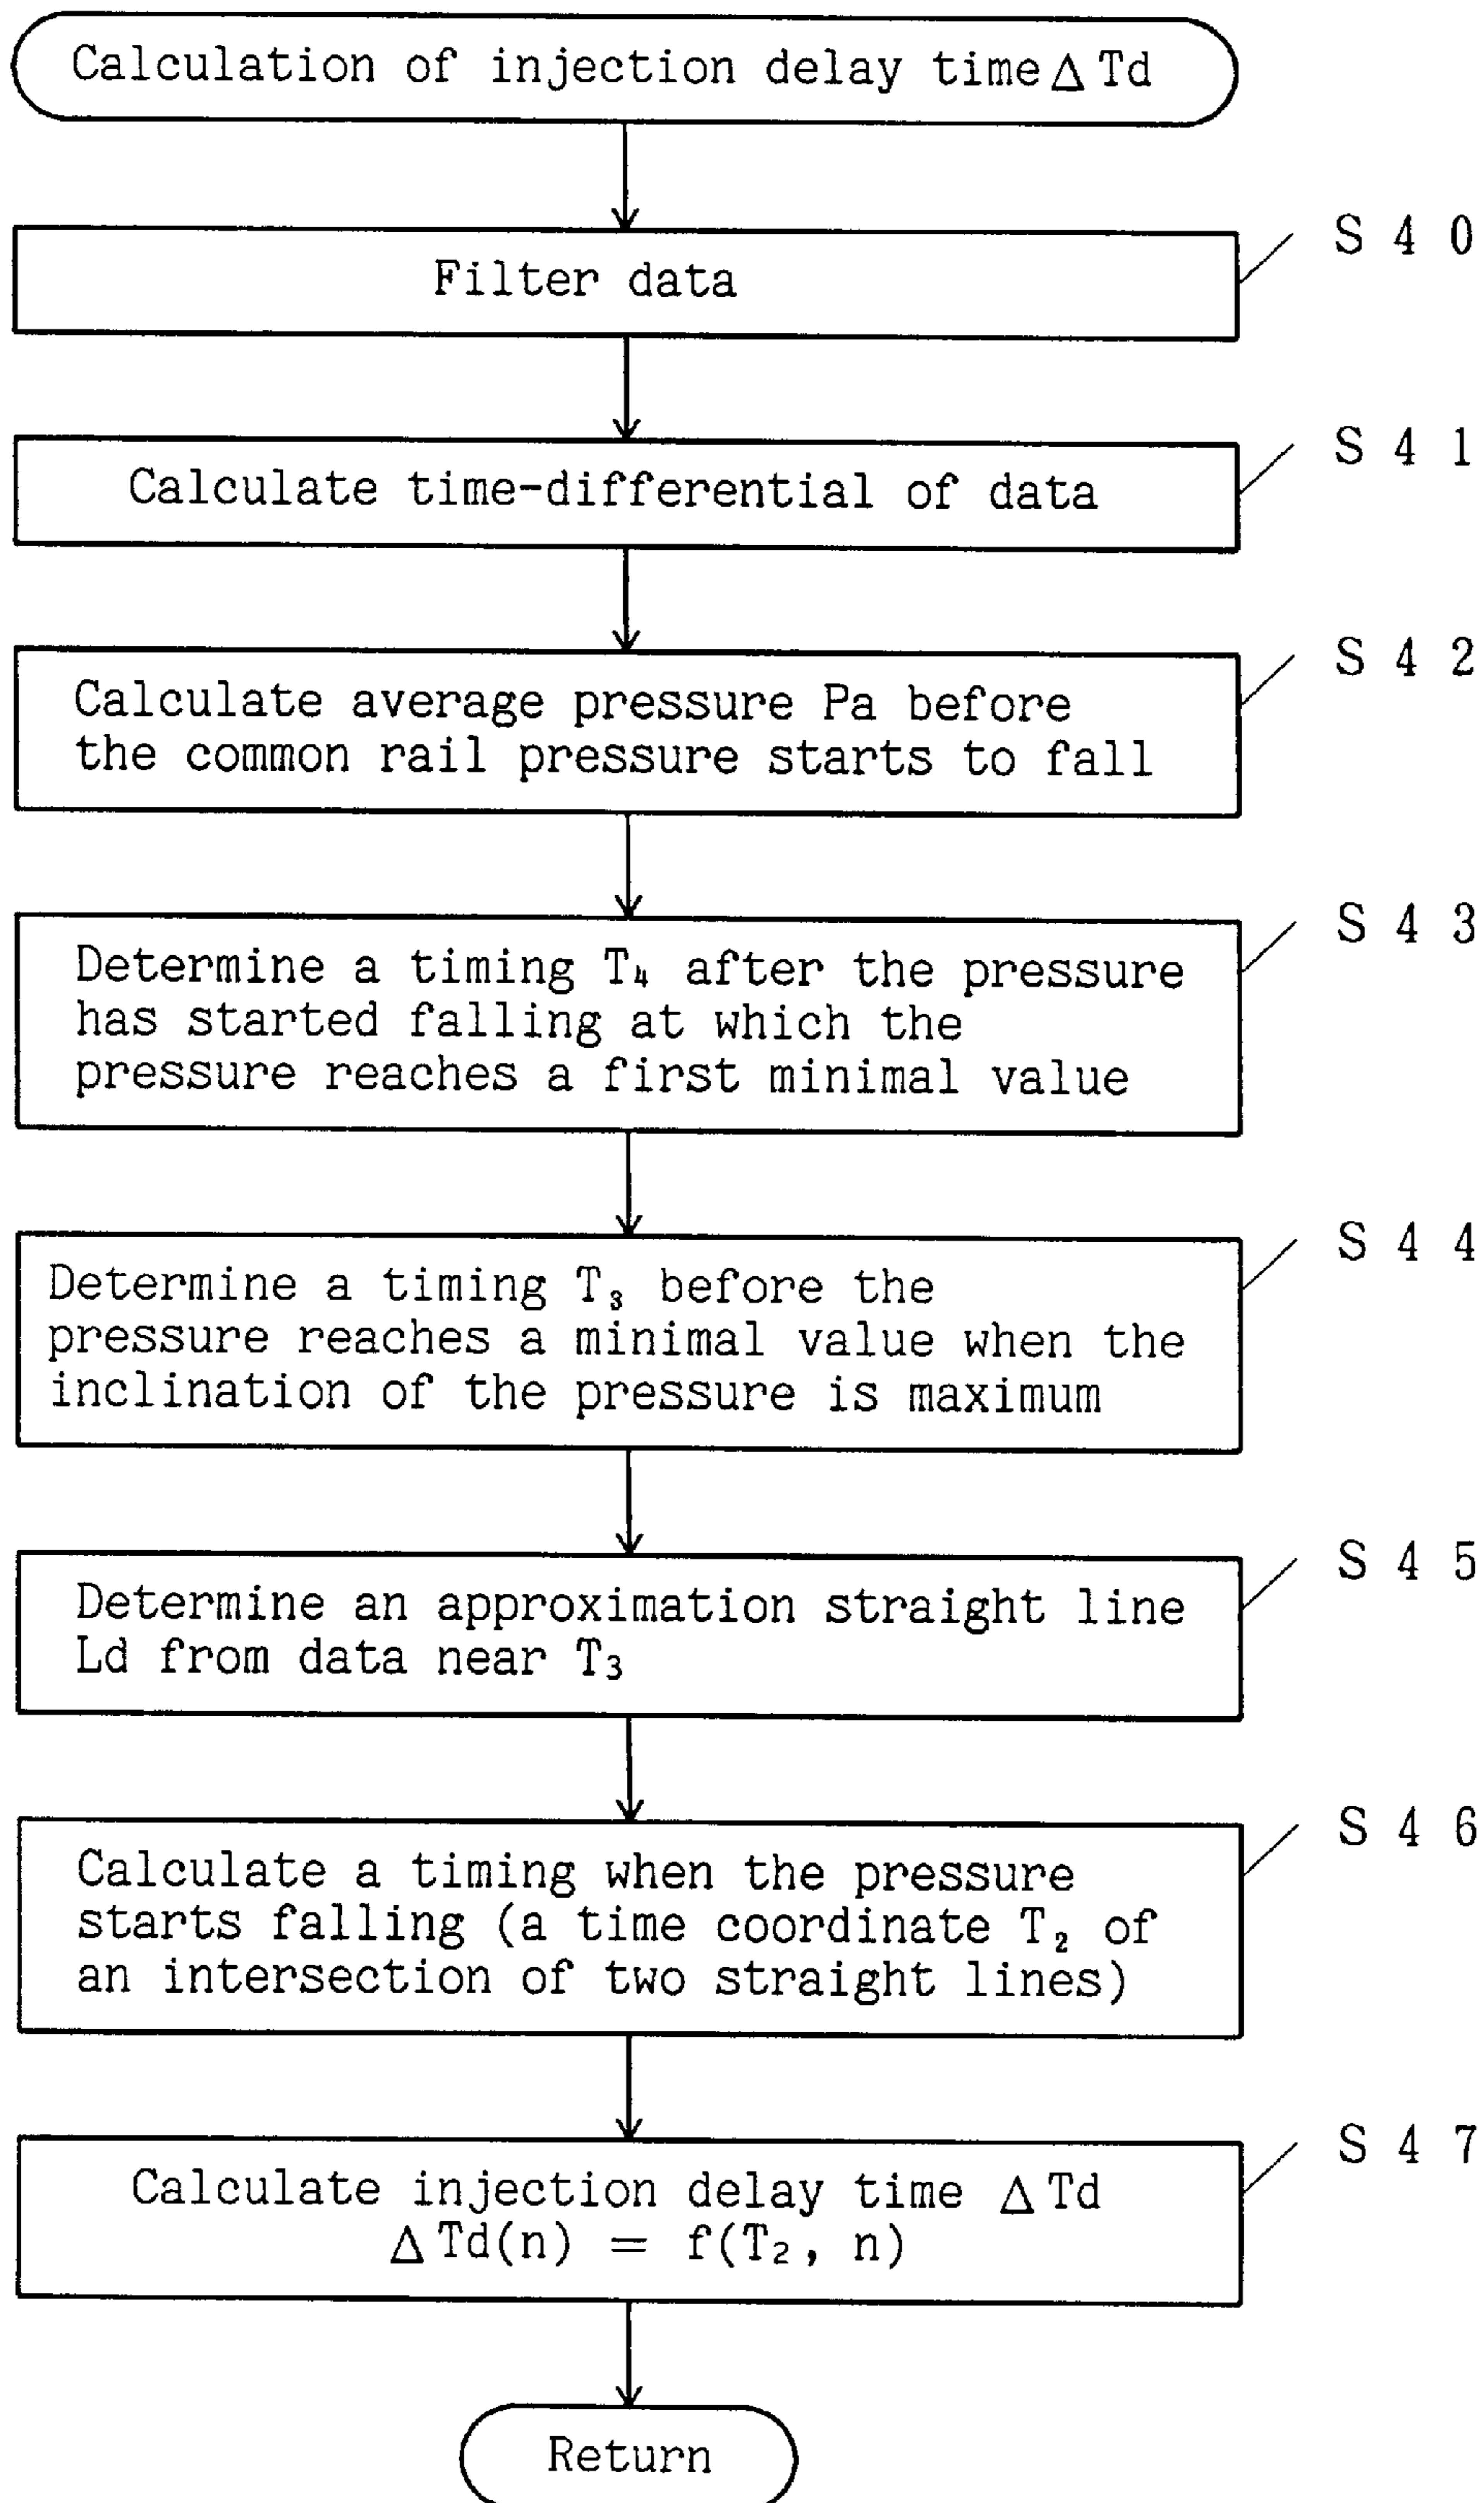 Calculation of injection delay time Δ Td
S 4 0
Filter data
S 4 1
Calculate time-differential of data
S 4 2
Calculate average pressure Pa before
the common rail pressure starts to fall
S 4 3
Determine a timing T₄ after the pressure
has started falling at which the
pressure reaches a first minimal value
S 4 4
Determine a timing T₃ before the
pressure reaches a minimal value when the
inclination of the pressure is maximum
S 4 5
Determine an approximation straight line
Ld from data near T₃
S 4 6
Calculate a timing when the pressure
starts falling (a time coordinate T₂ of
an intersection of two straight lines)
S 4 7
Calculate injection delay time Δ Td
Δ Td(n) = f(T₂, n)
Return